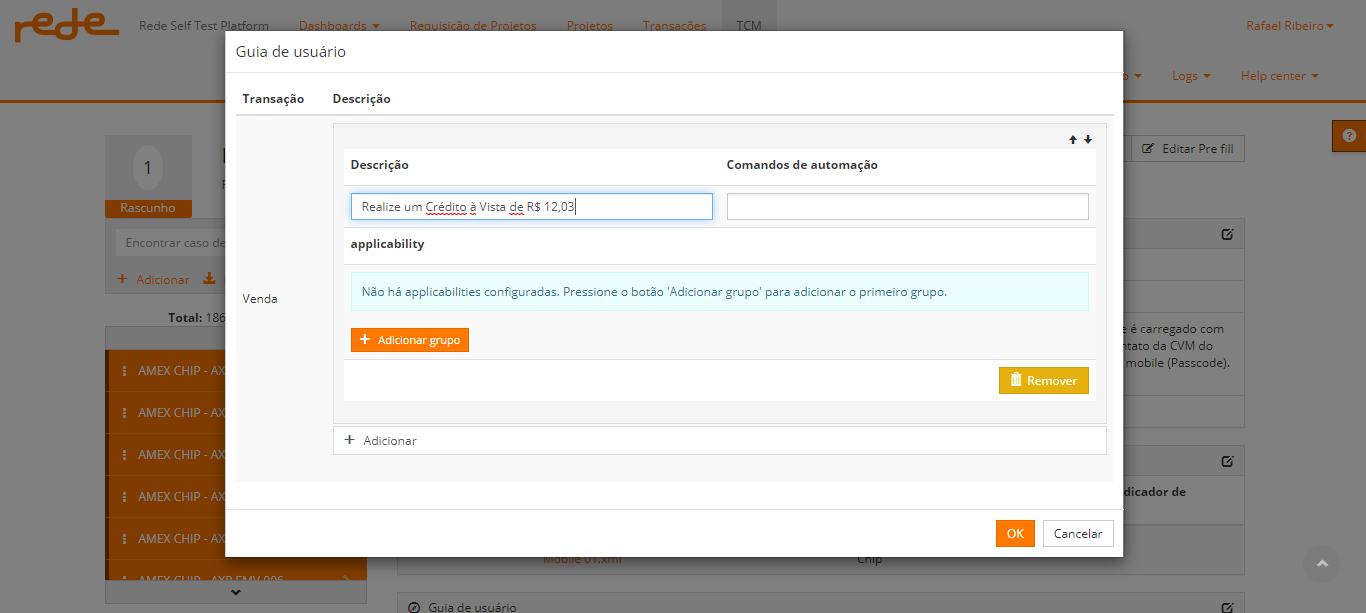 rede Rede Self Test Platform Dashboards Requisição de Projetos Projetos Transações TCM Rafael Ribeiro
Guia de usuário
Logs Help center
Transação Descrição
1
Rascunho
Editar Pre fill
Descrição Comandos de automação
Realize um Crédito à Vista de R$ 12,03
Encontrar caso de
applicability
Adicionar
Não há applicabilities configuradas. Pressione o botão 'Adicionar grupo' para adicionar o primeiro grupo.
Venda
Total: 186
+ Adicionar grupo
é carregado com
CVM do
mobile (Passcode).
AMEX CHIP - AX
Remover
AMEX CHIP - AX
+ Adicionar
AMEX CHIP - AX
AMEX CHIP - AX
dicador de
AMEX CHIP - AX
OK Cancelar
Mobile 01.xml Chip
AMEX CHIP - AXP EMV 006
Guia de usuário